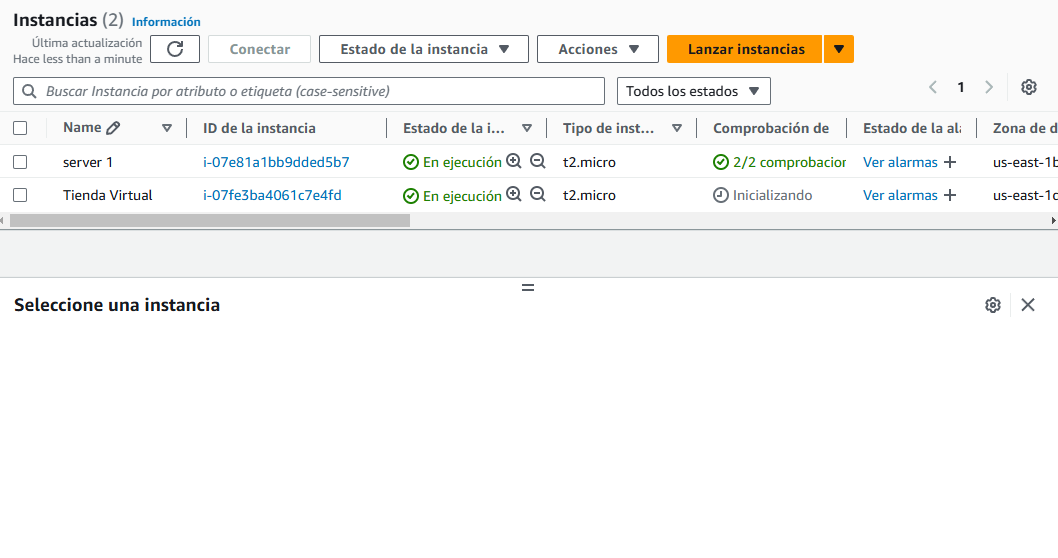 Instancias (2) Información
Última actualización
Hace less than a minute
Conectar Estado de la instancia Acciones Lanzar instancias
Buscar Instancia por atributo o etiqueta (case-sensitive) Todos los estados 1
Name ID de la instancia Estado de la i... Tipo de inst... Comprobación de Estado de la ala Zona de d
server 1 i-07e81a1bb9dded5b7 En ejecución t2.micro 2/2 comprobacion Ver alarmas + us-east-1b
Tienda Virtual i-07fe3ba4061c7e4fd En ejecución t2.micro Inicializando Ver alarmas + us-east-1c
Seleccione una instancia